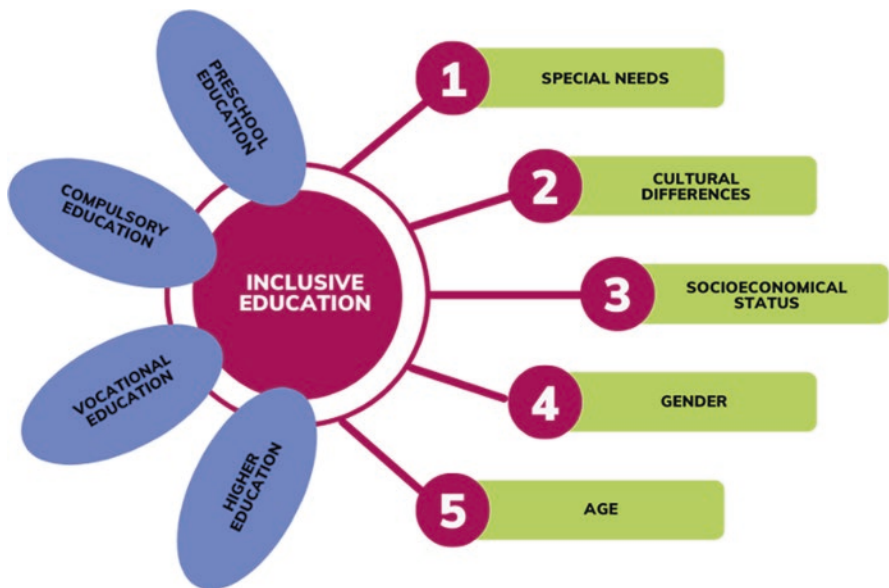 PRESCHOOL
EDUCATION
COMPULSORY
EDUCATION
VOCATIONAL
EDUCATION
HIGHER
EDUCATION
INCLUSIVE
EDUCATION
1
SPECIAL NEEDS
2
CULTURAL
DIFFERENCES
3
SOCIOECONOMICAL
STATUS
4
GENDER
5
AGE